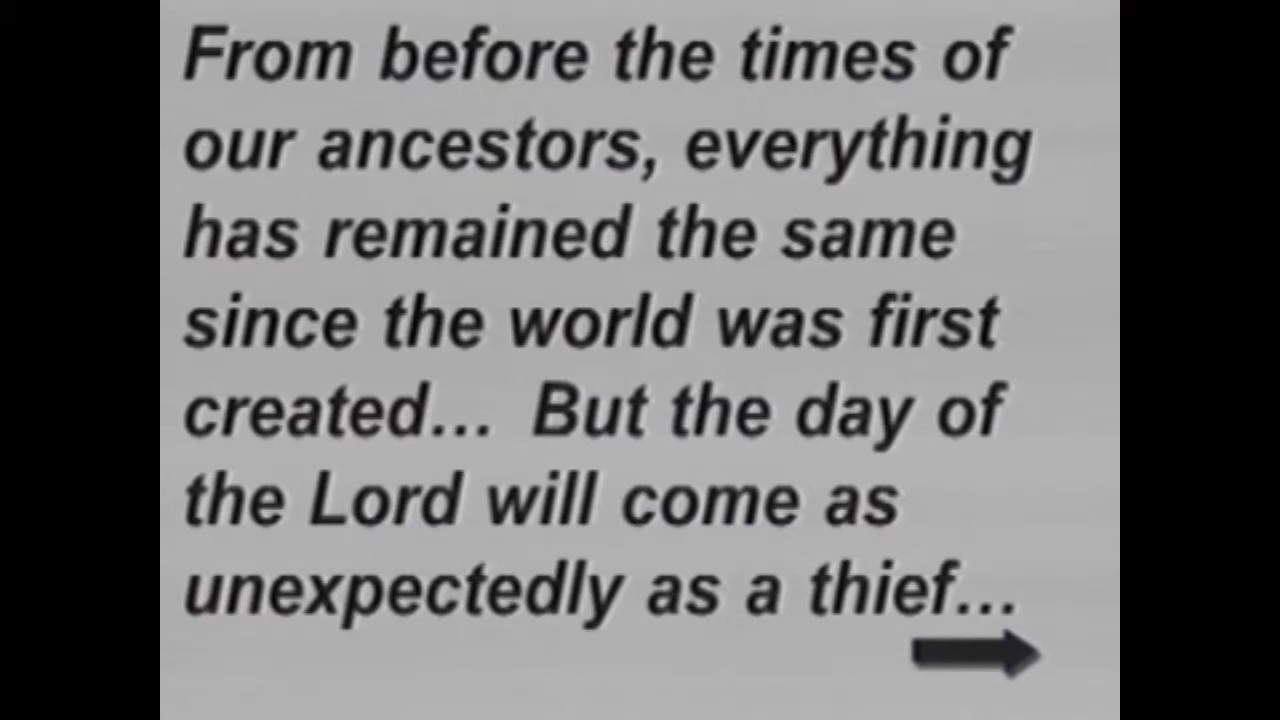 From before the times of
our ancestors, everything
has remained the same
since the world was first
created... But the day of
the Lord will come as
unexpectedly as a thief...